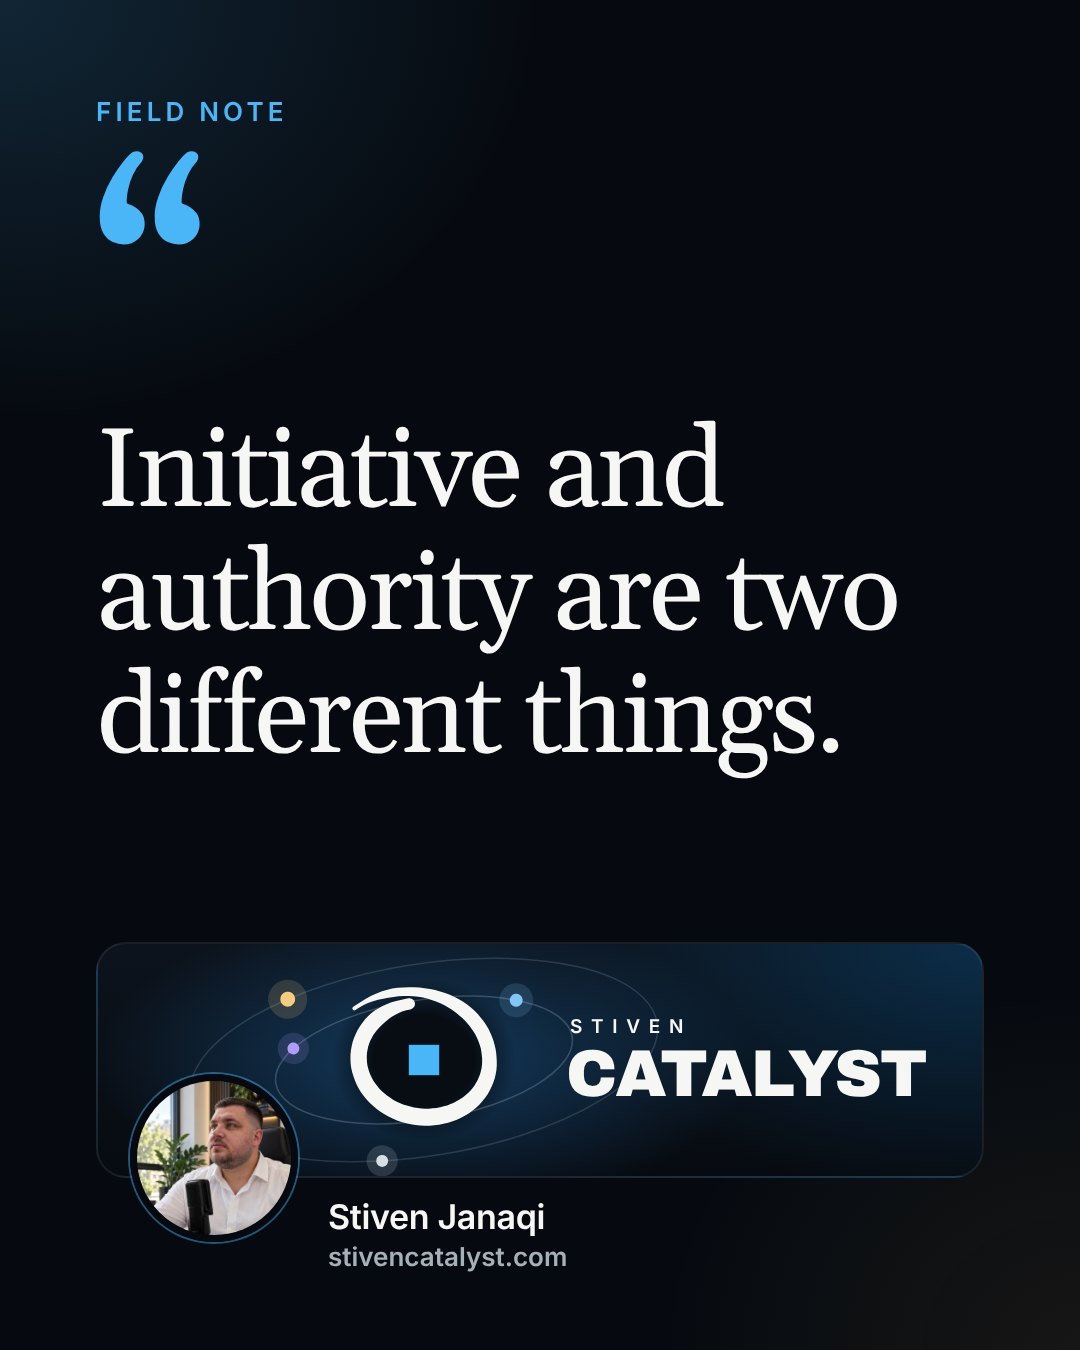 FIELD NOTE
“
Initiative and
authority are two
different things.
STIVEN
CATALYST
Stiven Janaqi
stivencatalyst.com